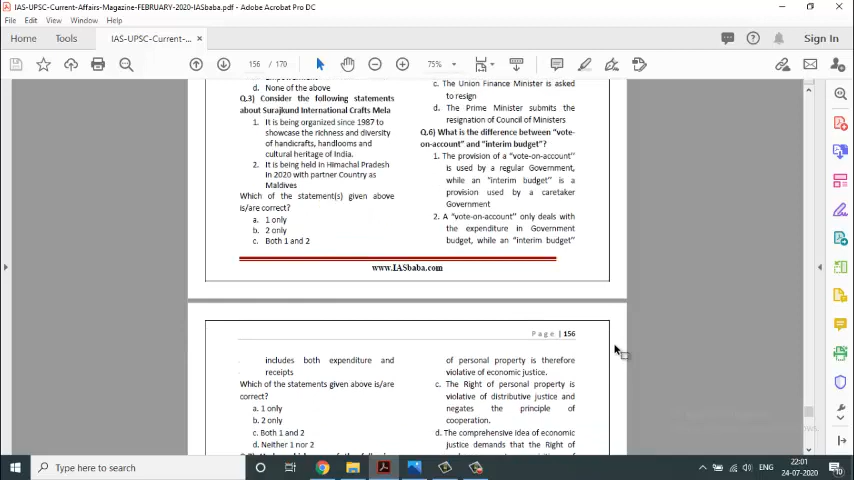 IAS-UPSC-Current-Affairs-Magazine-FEBRUARY-2020-IASbaba.pdf - Adobe Acrobat Pro DC
File Edit View Window Help
Home Tools IAS-UPSC-Current-... × Sign In
156 / 170 75%
d. None of the above
Q.3) Consider the following statements
about Surajkund International Crafts Mela
1. It is being organized since 1987 to
showcase the richness and diversity
of handicrafts, handlooms and
cultural heritage of India.
2. It is being held in Himachal Pradesh
in 2020 with partner Country as
Maldives
Which of the statement(s) given above
is/are correct?
a. 1 only
b. 2 only
c. Both 1 and 2
c. The Union Finance Minister is asked
to resign
d. The Prime Minister submits the
resignation of Council of Ministers
Q.6) What is the difference between “vote-
on-account” and “interim budget”?
1. The provision of a “vote-on-account”
is used by a regular Government,
while an “interim budget” is a
provision used by a caretaker
Government
2. A “vote-on-account” only deals with
the expenditure in Government
budget, while an “interim budget”
www.IASbaba.com
Page | 156
includes both expenditure and
receipts
Which of the statements given above is/are
correct?
a. 1 only
b. 2 only
c. Both 1 and 2
d. Neither 1 nor 2
of personal property is therefore
violative of economic justice.
c. The Right of personal property is
violative of distributive justice and
negates the principle of
cooperation.
d. The comprehensive idea of economic
justice demands that the Right of
Type here to search
ENG
22:01
24-07-2020